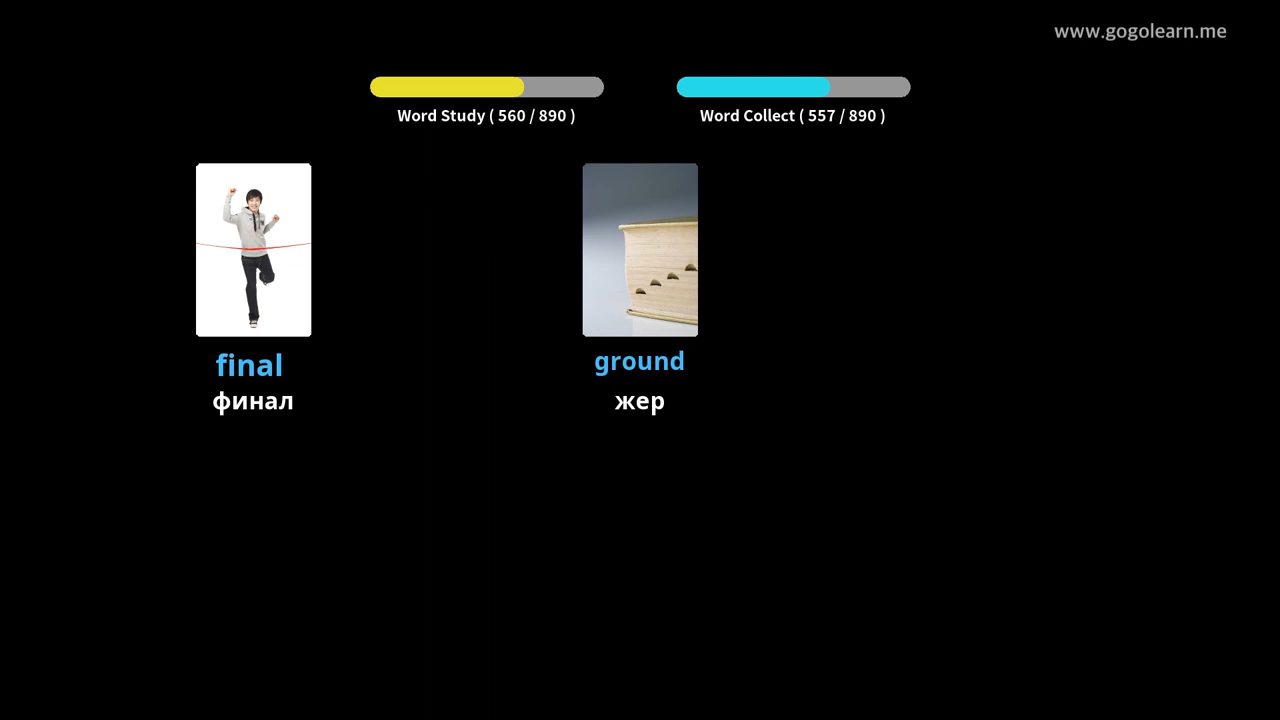 www.gogolearn.me
Word Study ( 560 / 890 )
Word Collect ( 557 / 890 )
final
ground
финал
жер